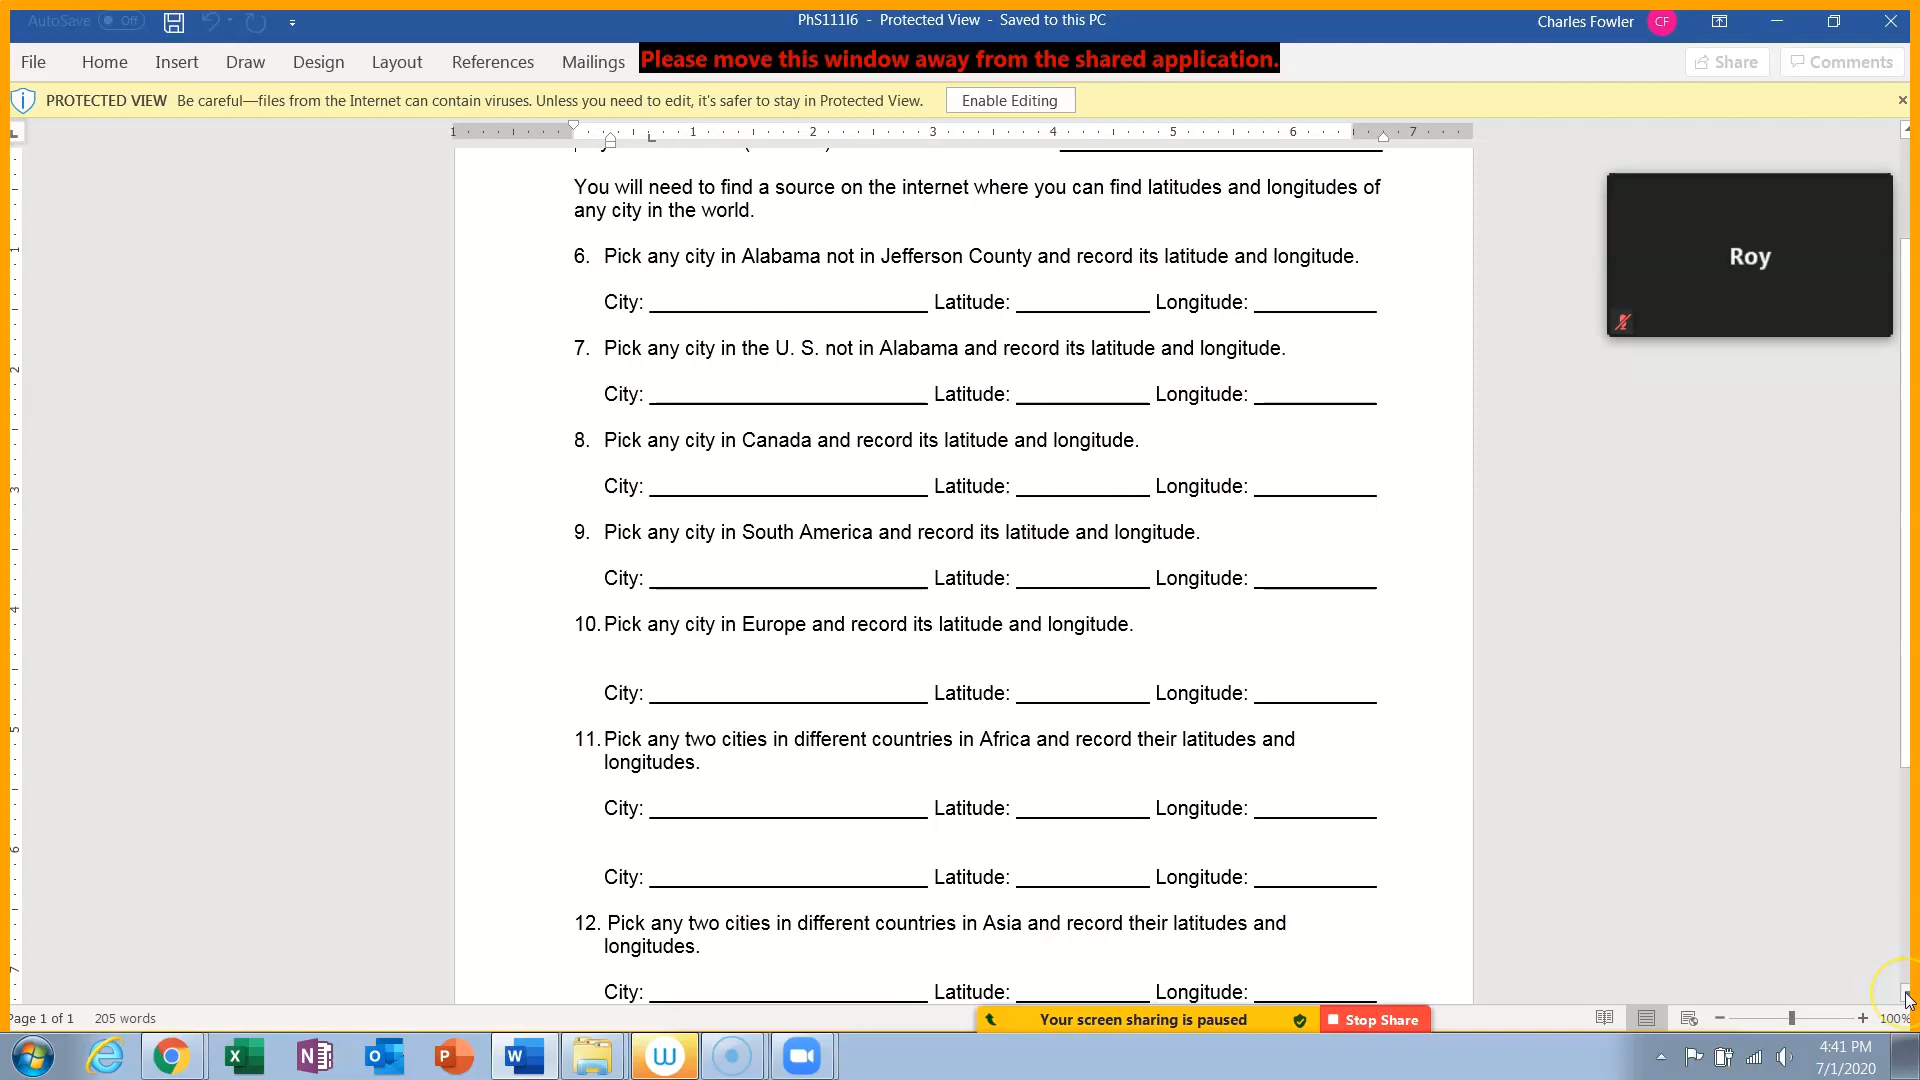 AutoSave Off
PhS111I6 - Protected View - Saved to this PC
Charles Fowler CF
File Home Insert Draw Design Layout References Mailings
Please move this window away from the shared application.
Share Comments
PROTECTED VIEW Be careful—files from the Internet can contain viruses. Unless you need to edit, it's safer to stay in Protected View. Enable Editing
1 1 2 3 4 5 6 7
You will need to find a source on the internet where you can find latitudes and longitudes of
any city in the world.
6. Pick any city in Alabama not in Jefferson County and record its latitude and longitude.
City: Latitude: Longitude:
7. Pick any city in the U. S. not in Alabama and record its latitude and longitude.
City: Latitude: Longitude:
8. Pick any city in Canada and record its latitude and longitude.
City: Latitude: Longitude:
9. Pick any city in South America and record its latitude and longitude.
City: Latitude: Longitude:
10. Pick any city in Europe and record its latitude and longitude.
City: Latitude: Longitude:
11. Pick any two cities in different countries in Africa and record their latitudes and
longitudes.
City: Latitude: Longitude:
City: Latitude: Longitude:
12. Pick any two cities in different countries in Asia and record their latitudes and
longitudes.
City: Latitude: Longitude:
Roy
Page 1 of 1 205 words
Your screen sharing is paused
Stop Share
100%
4:41 PM
7/1/2020